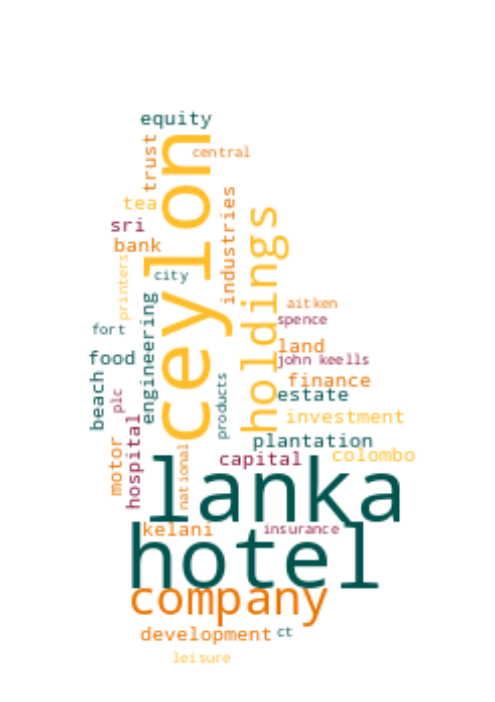 equity
trust
central
ceylon
tea
industries
sri
holdings
bank
city
printers
engineering
aitken
spence
fort
land
food
john keells
beach
finance
plc
products
estate
investment
hospital
plantation
motor
national
capital
colombo
lanka
kelani
insurance
hotel
company
development
ct
leisure